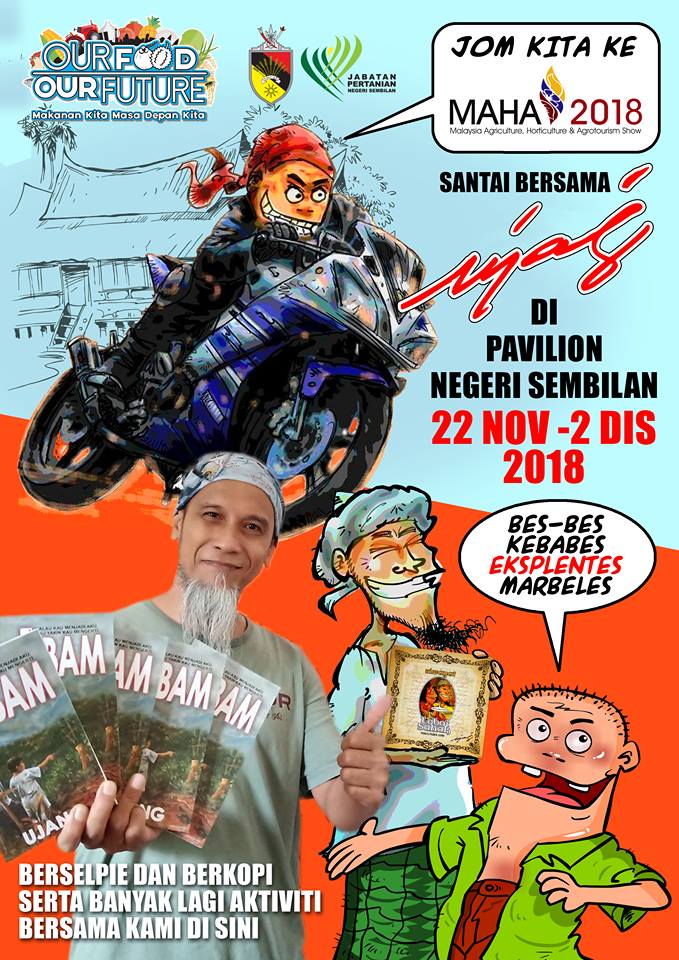 OUR FOOD
OUR FUTURE
Makanan Kita Masa Depan Kita
JABATAN
PERTANIAN
NEGERI SEMBILAN
JOM KITA KE
MAHA 2018
Malaysia Agriculture, Horticulture & Agrotourism Show
SANTAI BERSAMA
ujang
DI
PAVILION
NEGERI SEMBILAN
22 NOV -2 DIS
2018
BES-BES
KEBABES
EKSPLENTES
MARBELES
BAM
BAM
BAM
BAM
UJANG
BERSELPIE DAN BERKOPI
SERTA BANYAK LAGI AKTIVITI
BERSAMA KAMI DI SINI